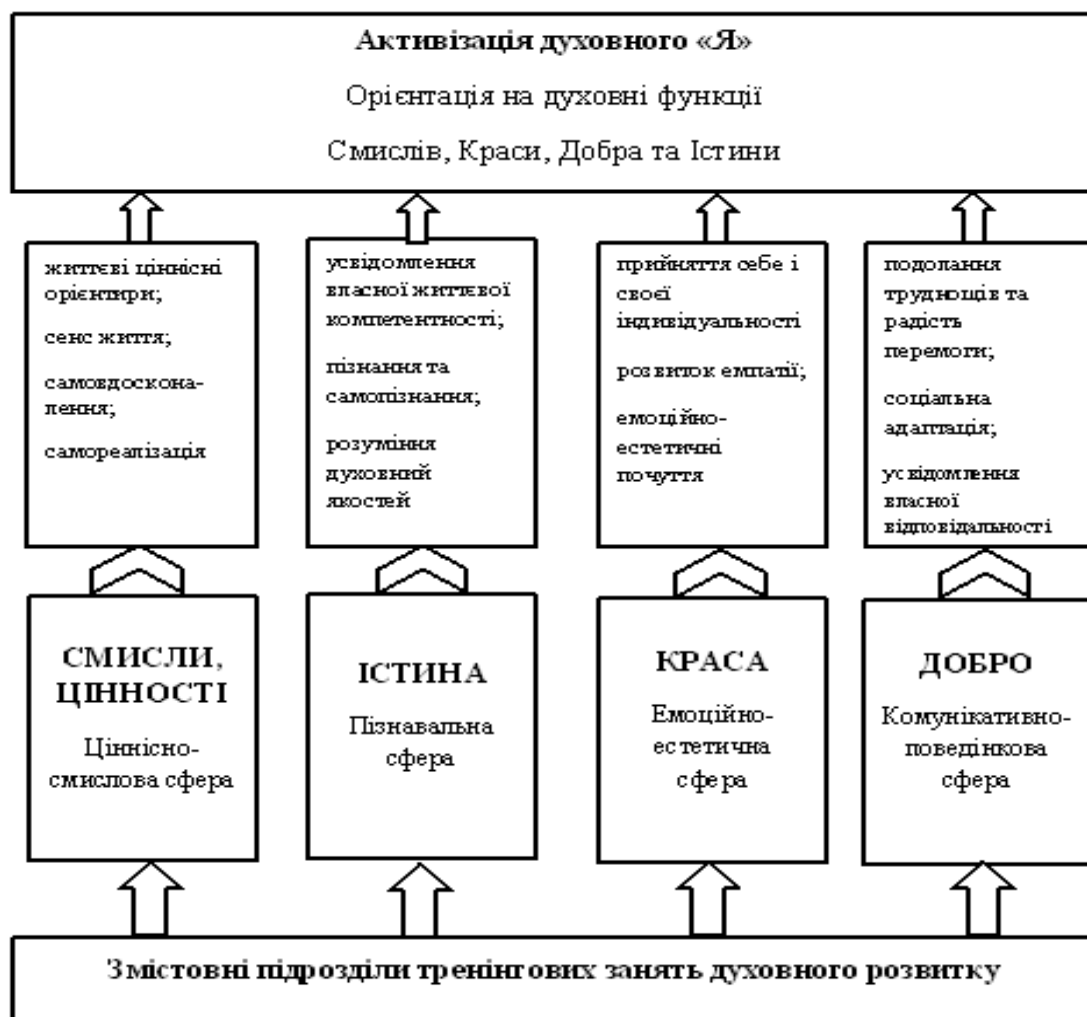 Активізація духовного «Я»
Орієнтація на духовні функції
Смислів, Краси, Добра та Істини
життєві ціннісні
орієнтири;
сенс життя;
самовдоскона-
лення;
самореалізація
усвідомлення
власної життєвої
компетентності;
пізнання та
самопізнання;
розуміння
духовний
якостей
прийняття себе і
своєї
індивідуальності
розвиток емпатії;
емоційно-
естетичні
почуття
подолання
труднощів та
радість
перемоги;
соціальна
адаптація;
усвідомлення
власної
відповідальності
СМИСЛИ,
ЦІННОСТІ
Ціннісно-
смислова сфера
ІСТИНА
Пізнавальна
сфера
КРАСА
Емоційно-
естетична
сфера
ДОБРО
Комунікативно-
поведінкова
сфера
Змістовні підрозділи тренінгових занять духовного розвитку